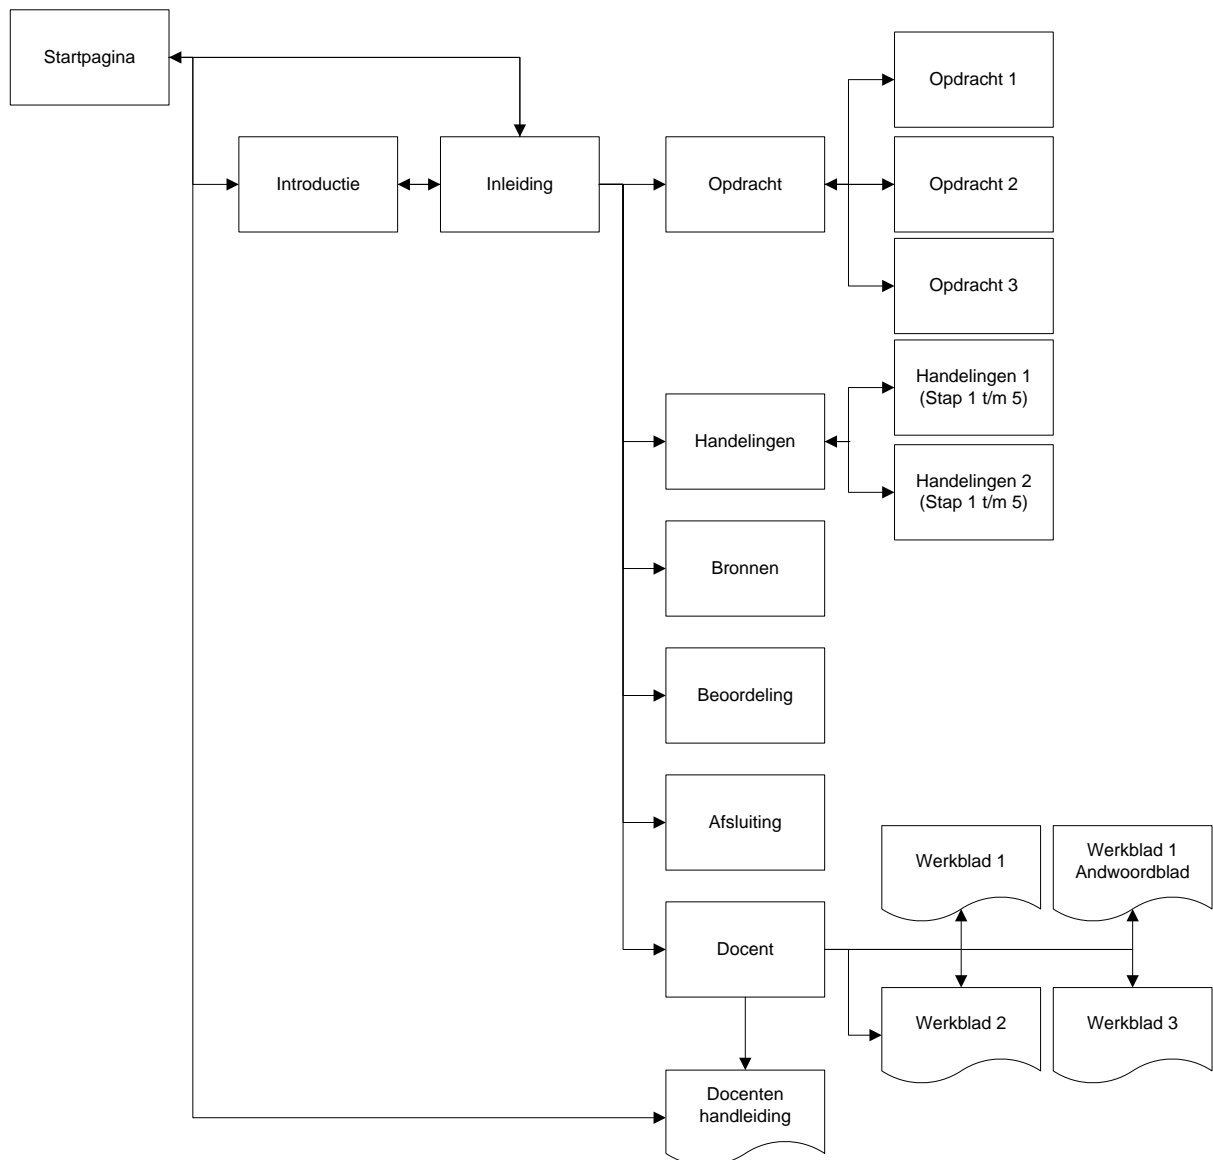 Startpagina
Opdracht 1
Introductie
Inleiding
Opdracht
Opdracht 2
Opdracht 3
Handelingen 1
(Stap 1 t/m 5)
Handelingen
Handelingen 2
(Stap 1 t/m 5)
Bronnen
Beoordeling
Afsluiting
Werkblad 1
Werkblad 1
Andwoordblad
Docent
Werkblad 2
Werkblad 3
Docenten
handleiding